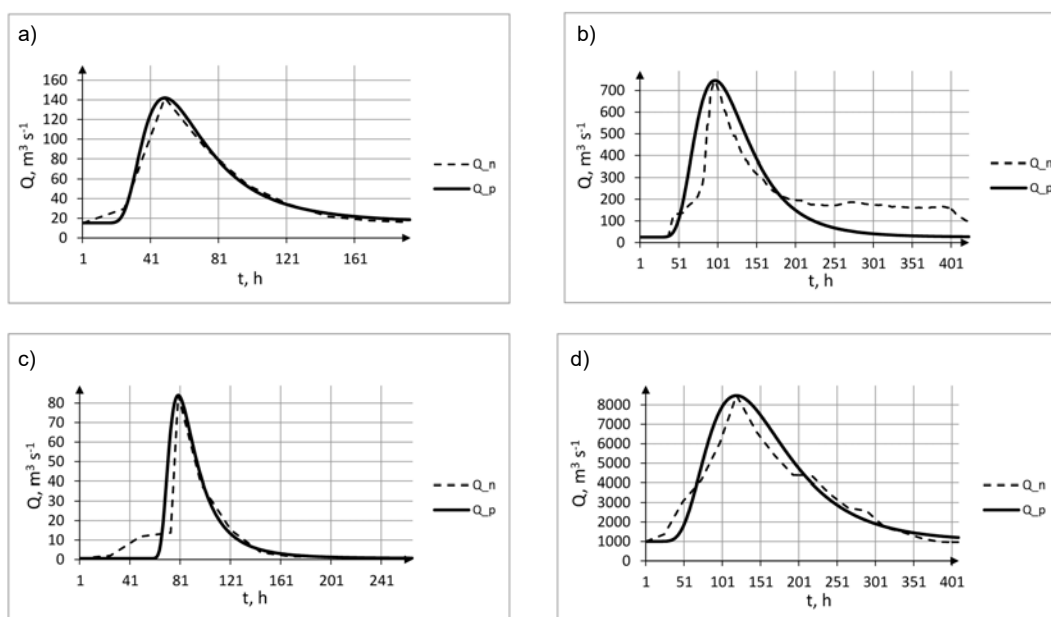 a)
160
140
120
100
80
60
40
20
0
Q, m³ s⁻¹
1 41 81 121 161
t, h
Q_n
Q_p
b)
700
600
500
400
300
200
100
0
Q, m³ s⁻¹
1 51 101 151 201 251 301 351 401
t, h
Q_n
Q_p
c)
80
70
60
50
40
30
20
10
0
Q, m³ s⁻¹
1 41 81 121 161 201 241
t, h
Q_n
Q_p
d)
8000
7000
6000
5000
4000
3000
2000
1000
0
Q, m³ s⁻¹
1 51 101 151 201 251 301 351 401
t, h
Q_n
Q_p